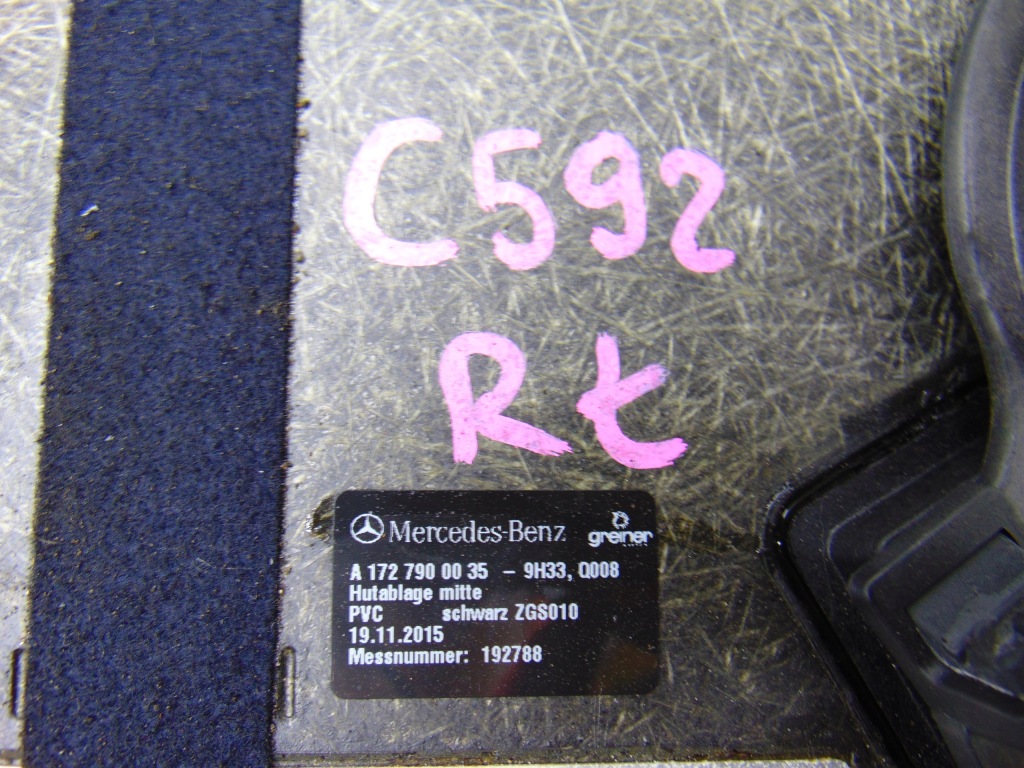 C592
Rt
Mercedes-Benz greiner
A 172 790 00 35 – 9H33, Q008
Hutablage mitte
PVC schwarz ZGS010
19.11.2015
Messnummer: 192788